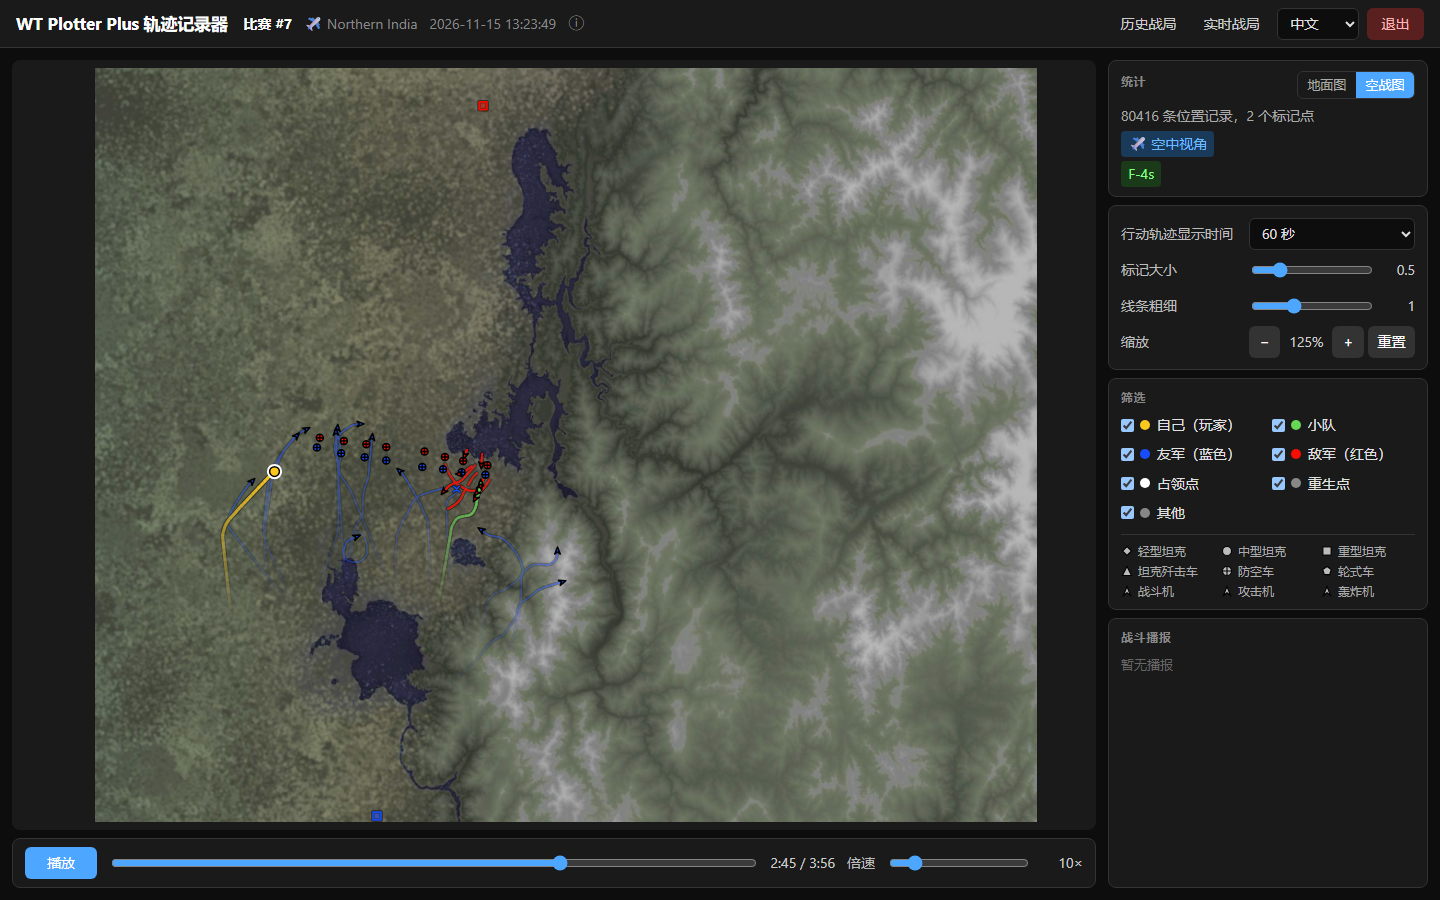 WT Plotter Plus 轨迹记录器 比赛 #7 Northern India 2026-11-15 13:23:49
历史战局 实时战局 中文 退出
统计 地面图 空战图
80416 条位置记录，2 个标记点
空中视角
F-4s
行动轨迹显示时间 60 秒
标记大小 0.5
线条粗细 1
缩放 − 125% + 重置
筛选
自己（玩家） 小队
友军（蓝色） 敌军（红色）
占领点 重生点
其他
轻型坦克 中型坦克 重型坦克
坦克歼击车 防空车 轮式车
战斗机 攻击机 轰炸机
战斗播报
暂无播报
播放 2:45 / 3:56 倍速 10×